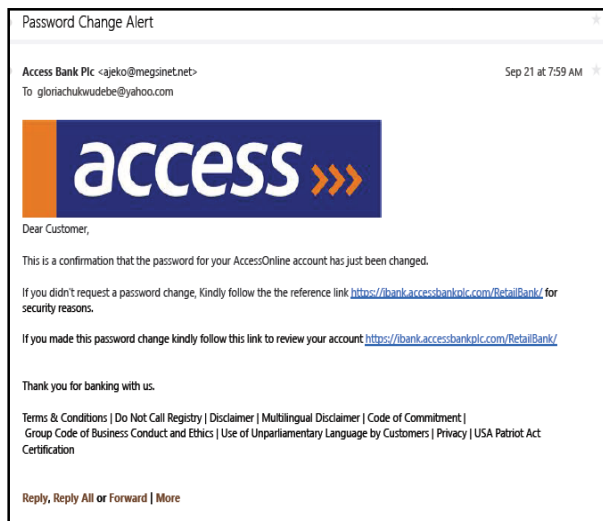 Password Change Alert
Access Bank Plc <ajeko@megsinet.net>
Sep 21 at 7:59 AM
To gloriachukwudebe@yahoo.com
access
Dear Customer,
This is a confirmation that the password for your AccessOnline account has just been changed.
If you didn't request a password change, Kindly follow the the reference link https://ibank.accessbankplc.com/RetailBank/ for
security reasons.
If you made this password change kindly follow this link to review your account https://ibank.accessbankplc.com/RetailBank/
Thank you for banking with us.
Terms & Conditions | Do Not Call Registry | Disclaimer | Multilingual Disclaimer | Code of Commitment |
Group Code of Business Conduct and Ethics | Use of Unparliamentary Language by Customers | Privacy | USA Patriot Act
Certification
Reply, Reply All or Forward | More